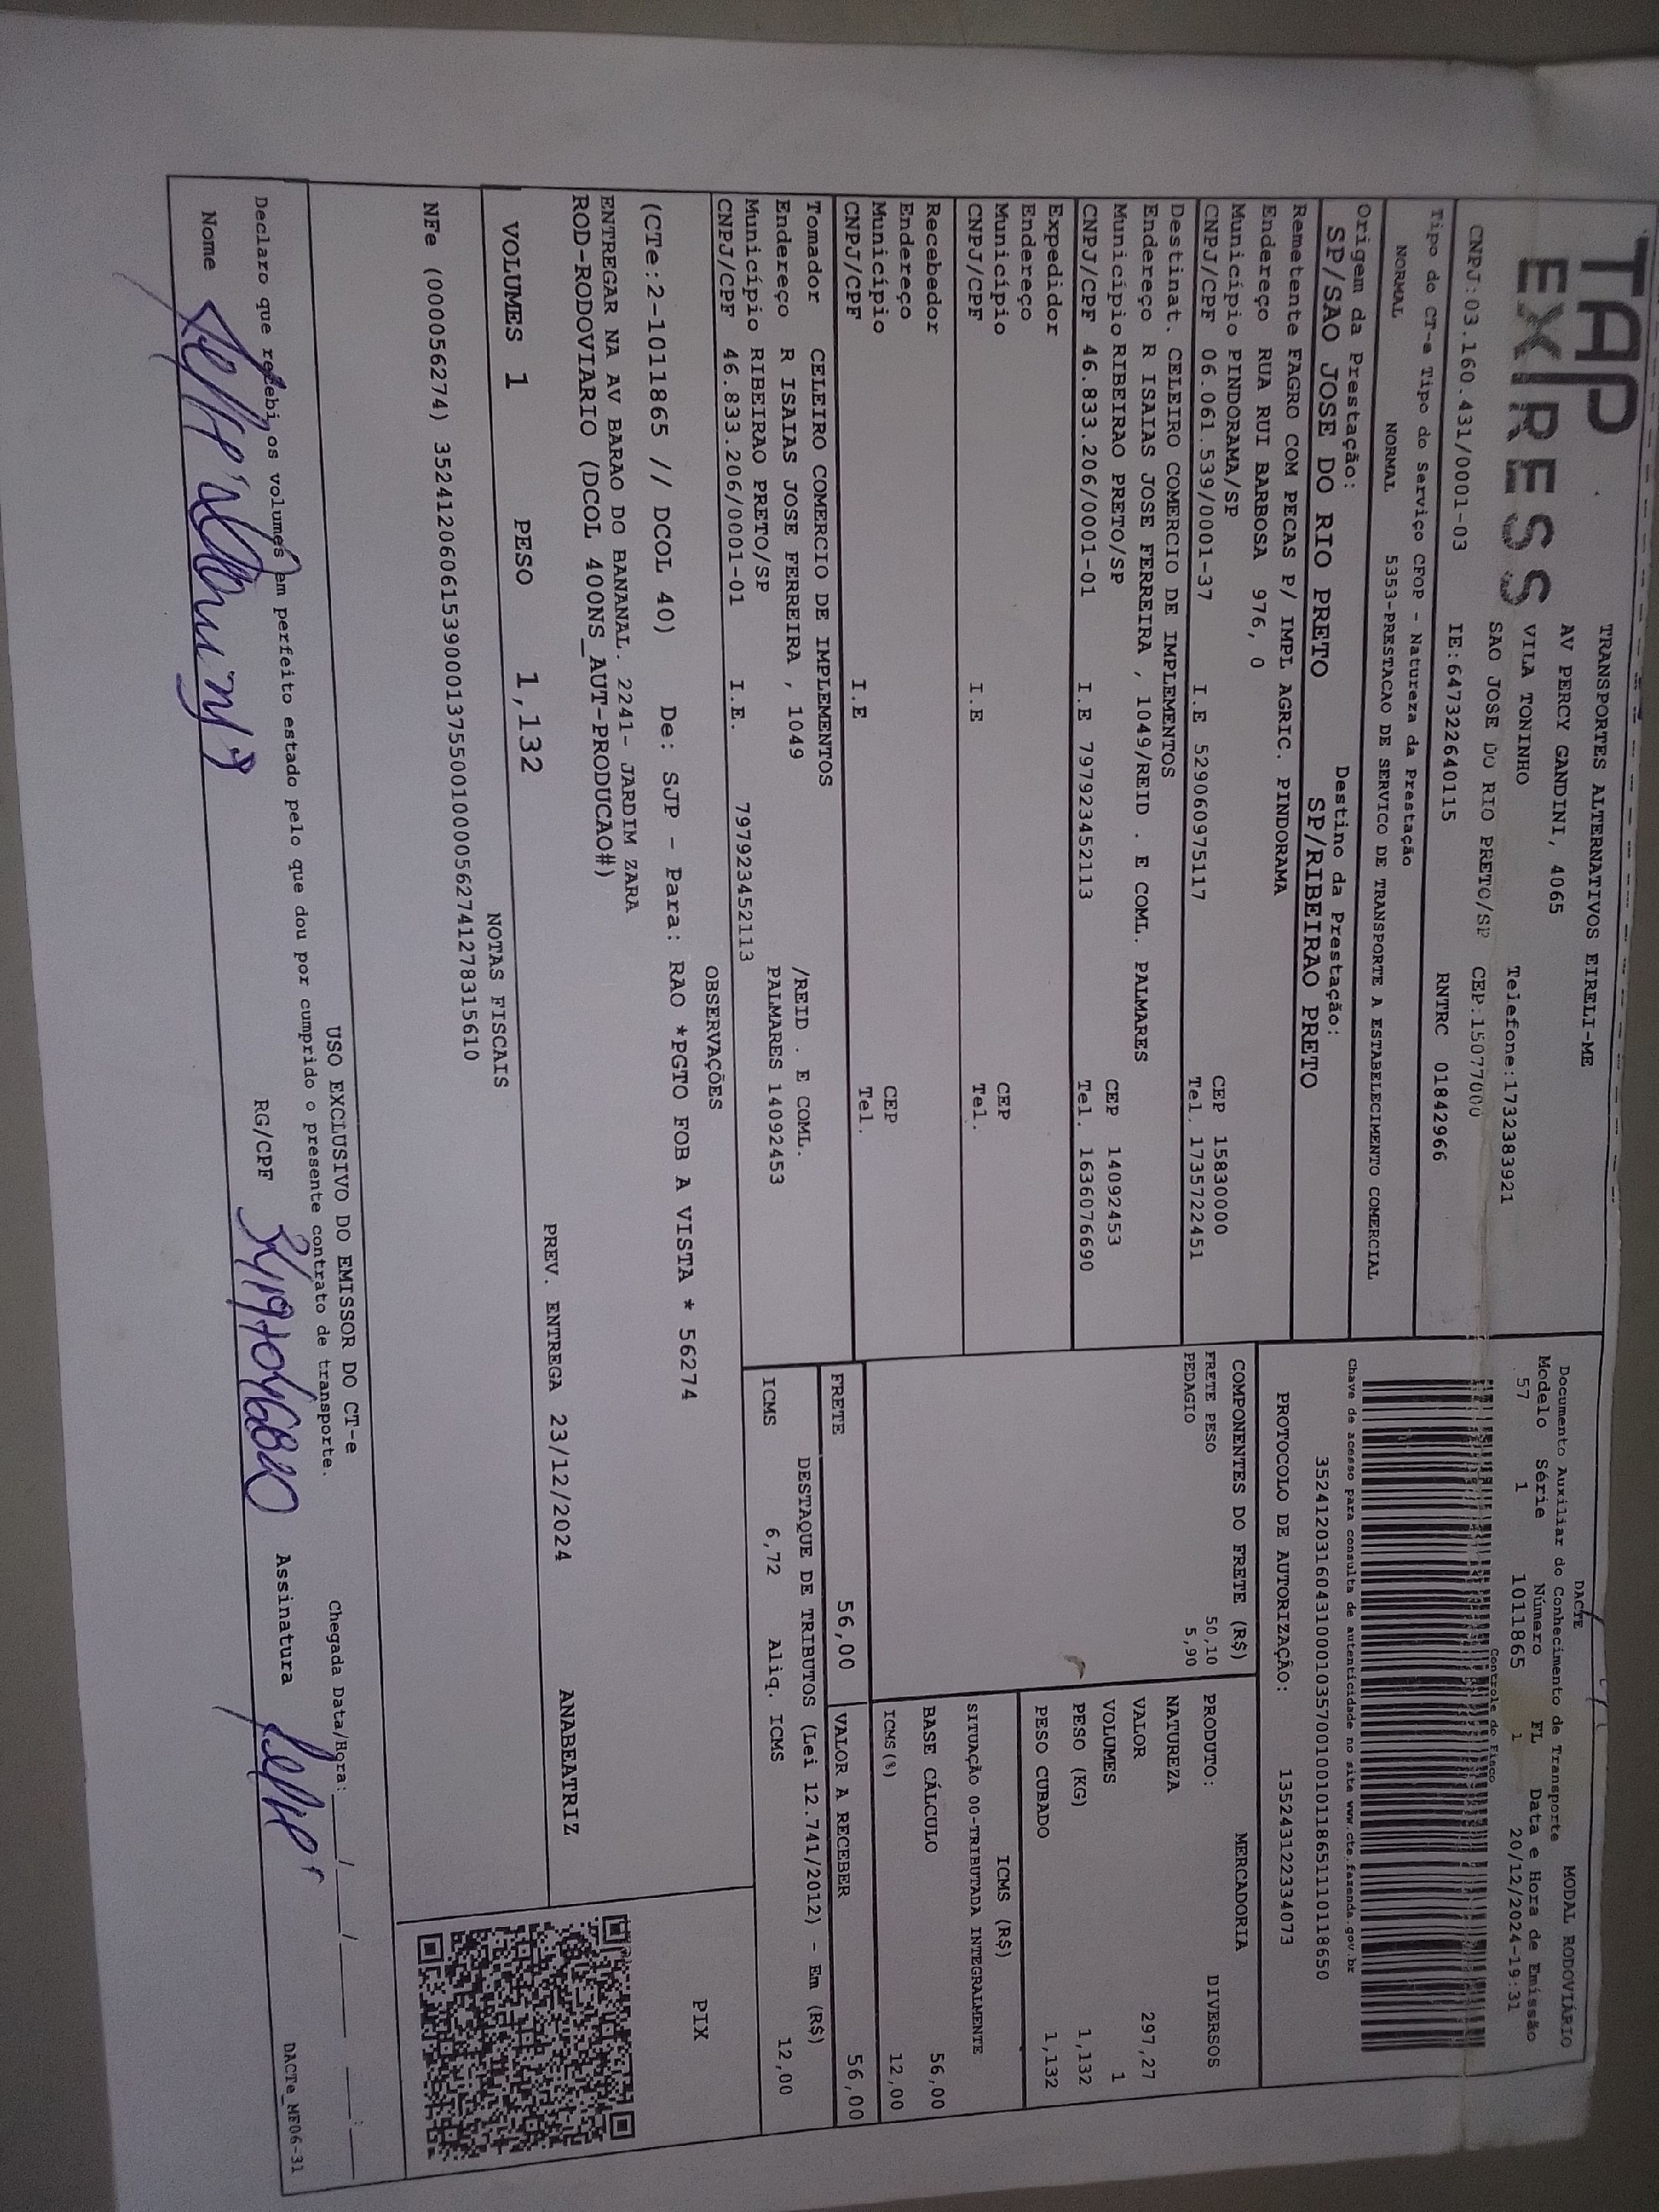 TAP
EXPRESS
TRANSPORTES ALTERNATIVOS EIRELI-ME
AV PERCY GANDINI, 4065
VILA TONINHO Telefone:1732383921
SAO JOSE DO RIO PRETO/SP CEP:15077000
CNPJ:03.160.431/0001-03 IE:647322640115 RNTRC 01842966
Tipo do CT-e Tipo do Serviço CFOP - Natureza da Prestação
NORMAL NORMAL 5353-PRESTACAO DE SERVICO DE TRANSPORTE A ESTABELECIMENTO COMERCIAL
Origem da Prestação: Destino da Prestação:
SP/SAO JOSE DO RIO PRETO SP/RIBEIRAO PRETO
Remetente FAGRO COM PECAS P/ IMPL AGRIC. PINDORAMA
Endereço RUA RUI BARBOSA 976, 0
Município PINDORAMA/SP CEP 15830000
CNPJ/CPF 06.061.539/0001-37 I.E 529060975117 Tel. 1735722451
Destinat. CELEIRO COMERCIO DE IMPLEMENTOS
Endereço R ISAIAS JOSE FERREIRA , 1049/REID . E COML. PALMARES
Município RIBEIRAO PRETO/SP CEP 14092453
CNPJ/CPF 46.833.206/0001-01 I.E 797923452113 Tel. 1636076690
Expedidor
Endereço
Município CEP
CNPJ/CPF I.E Tel.
Recebedor
Endereço
Município CEP
CNPJ/CPF I.E Tel.
Tomador CELEIRO COMERCIO DE IMPLEMENTOS
Endereço R ISAIAS JOSE FERREIRA , 1049 /REID . E COML.
Município RIBEIRAO PRETO/SP PALMARES 14092453
CNPJ/CPF 46.833.206/0001-01 I.E. 797923452113
DACTE MODAL RODOVIÁRIO
Documento Auxiliar do Conhecimento de Transporte
Modelo Série Número FL Data e Hora de Emissão
57 1 1011865 1 20/12/2024-19:31
Controle do Fisco
Chave de acesso para consulta de autenticidade no site www.cte.fazenda.gov.br
35241203160431000103570010010118651110118650
PROTOCOLO DE AUTORIZAÇÃO: 135243122334073
COMPONENTES DO FRETE (R$)
FRETE PESO 50,10
PEDAGIO 5,90
MERCADORIA
PRODUTO: DIVERSOS
NATUREZA
VALOR 297,27
VOLUMES 1
PESO (KG) 1,132
PESO CUBADO 1,132
ICMS (R$)
SITUAÇÃO 00-TRIBUTADA INTEGRALMENTE
BASE CÁLCULO 56,00
ICMS(%) 12,00
FRETE 56,00 VALOR A RECEBER 56,00
DESTAQUE DE TRIBUTOS (Lei 12.741/2012) - Em (R$)
ICMS 6,72 Aliq. ICMS 12,00
OBSERVAÇÕES
(CTe:2-1011865 // DCOL 40) De: SJP - Para: RAO *PGTO FOB A VISTA * 56274
ENTREGAR NA AV BARAO DO BANANAL. 2241- JARDIM ZARA
ROD-RODOVIARIO (DCOL 400NS_AUT-PRODUCAO#)
PIX
VOLUMES 1 PESO 1,132 PREV. ENTREGA 23/12/2024 ANABEATRIZ
NOTAS FISCAIS
NFe (000056274) 35241206061539000137550010000562741278315610
USO EXCLUSIVO DO EMISSOR DO CT-e
Declaro que recebi os volumes em perfeito estado pelo que dou por cumprido o presente contrato de transporte. Chegada Data/Hora: ____/____/____ ___:___
Nome RG/CPF Assinatura
DACTe_MF06-31